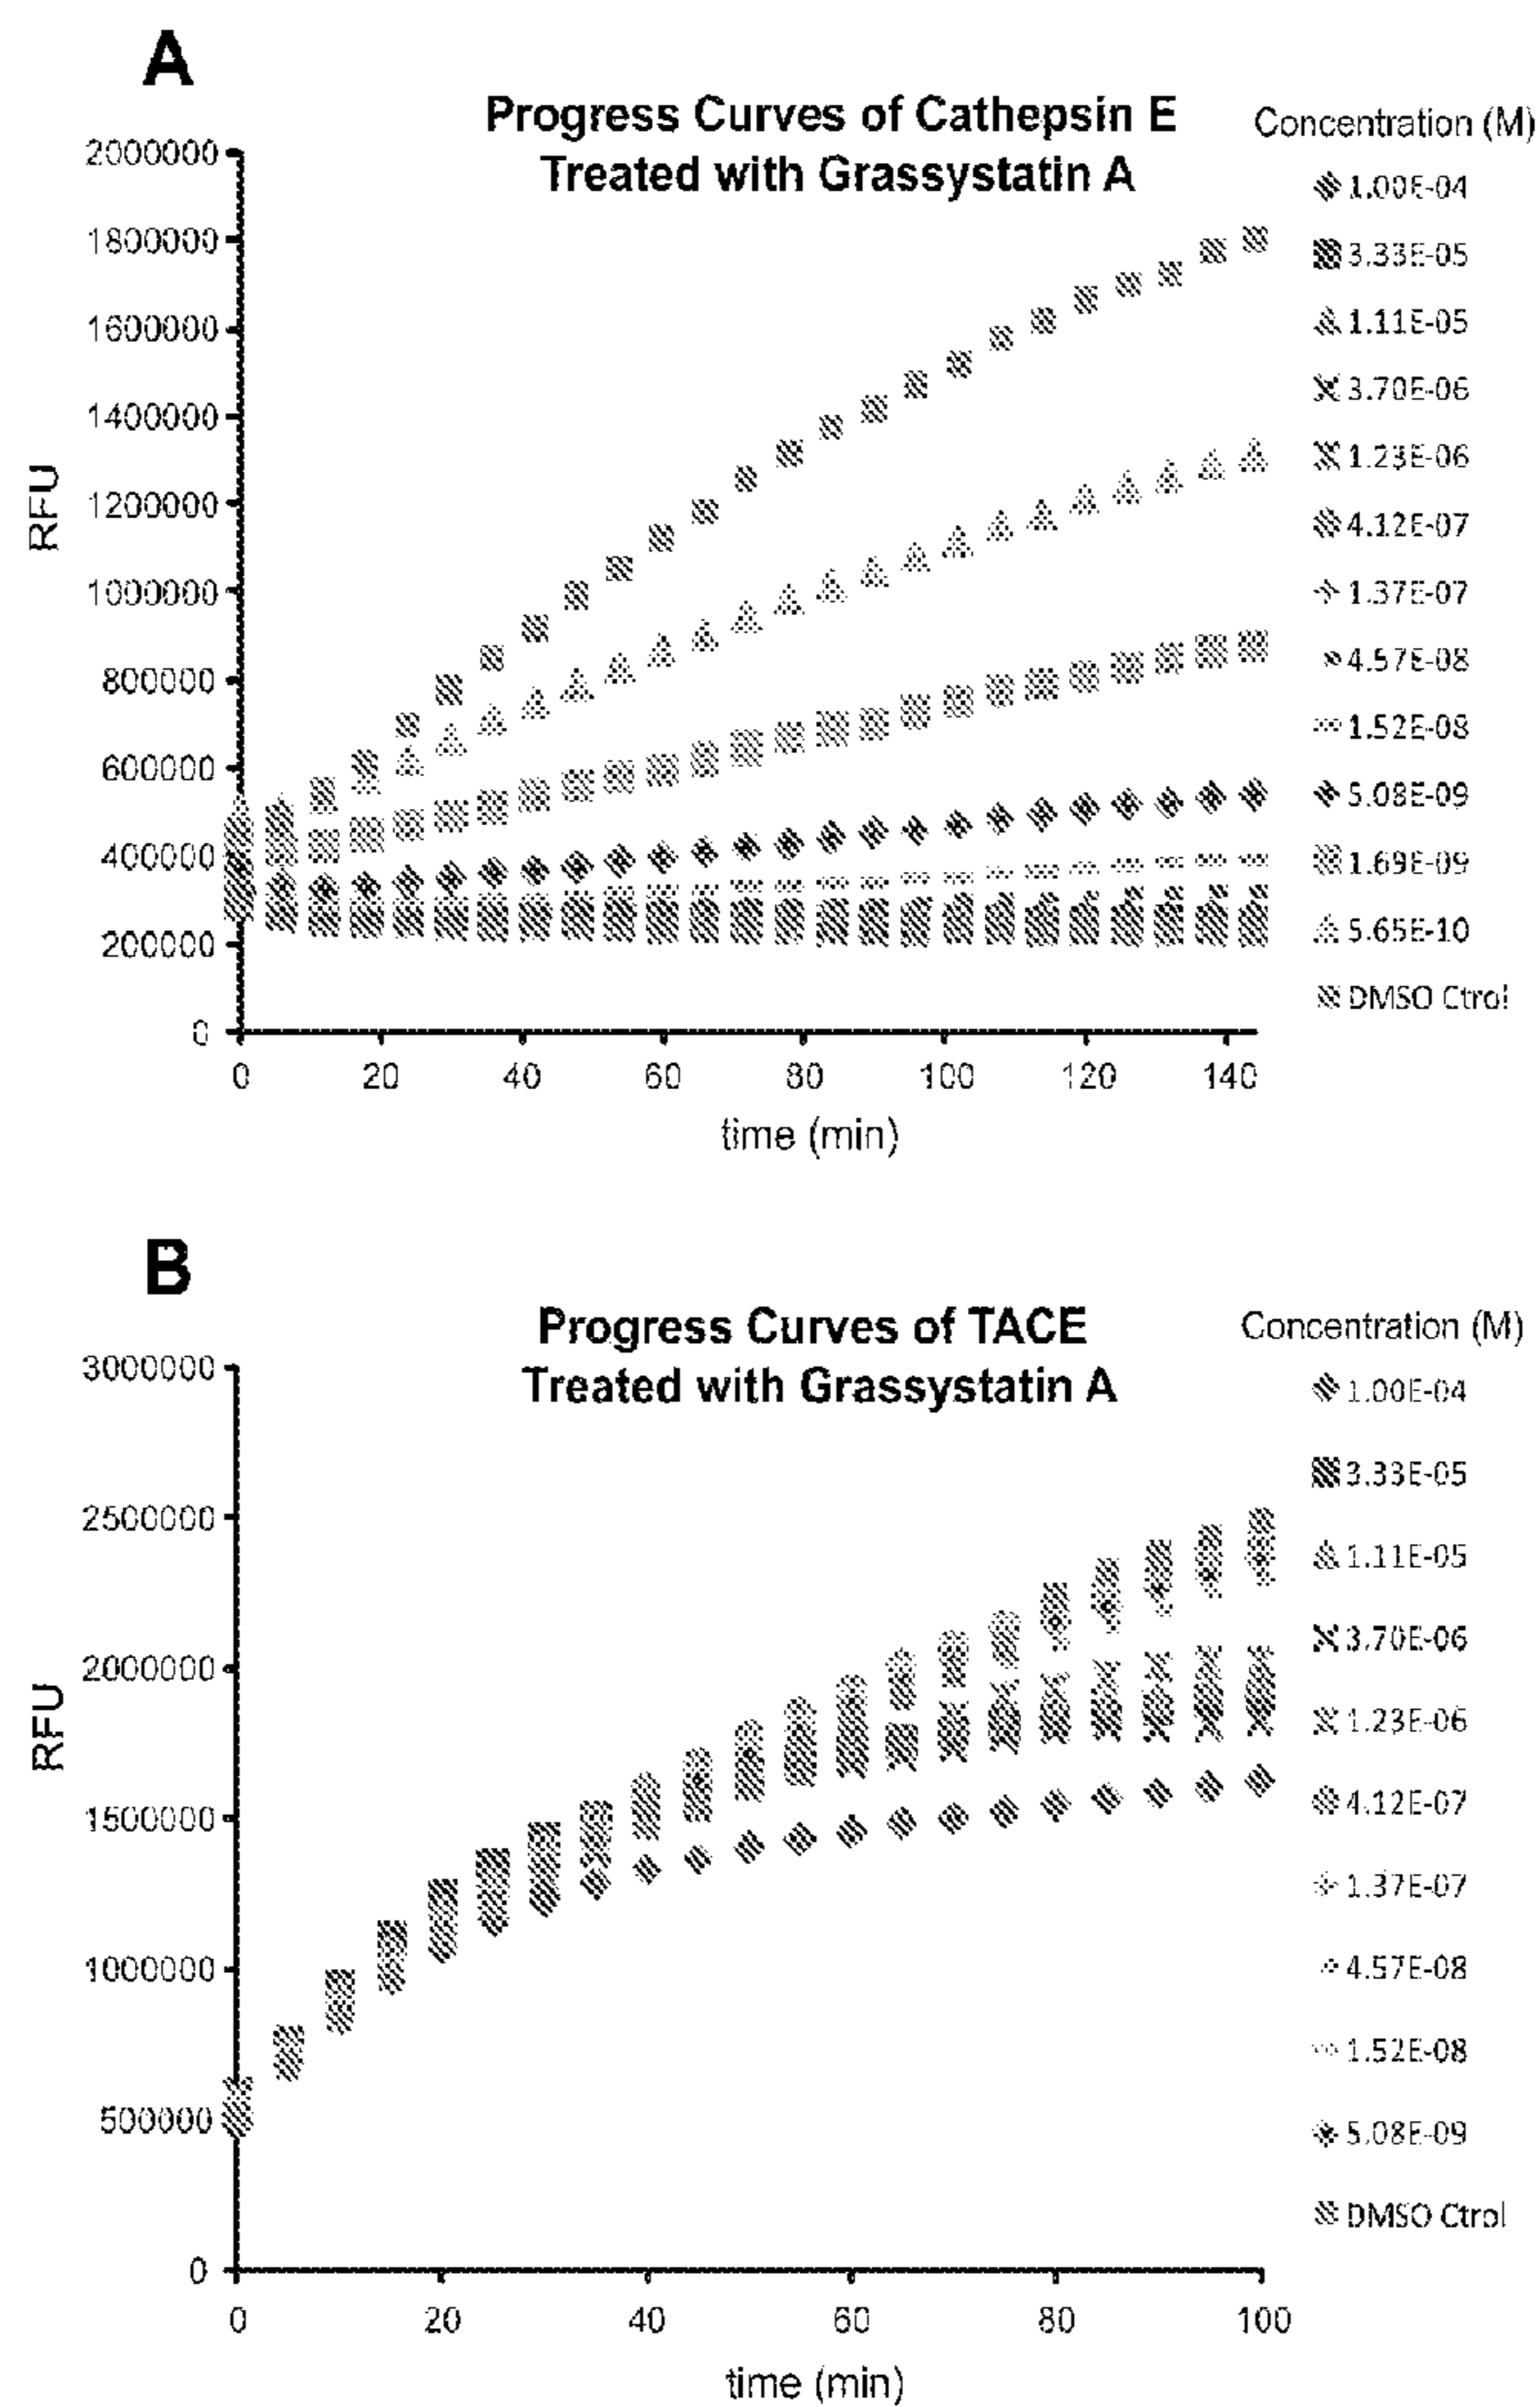 A
Progress Curves of Cathepsin E
Treated with Grassystatin A
Concentration (M)
2000000
1800000
1600000
1400000
1200000
1000000
800000
600000
400000
200000
0
RFU
0 20 40 60 80 100 120 140
time (min)
1.00E-04
3.33E-05
1.11E-05
3.70E-06
1.23E-06
4.12E-07
1.37E-07
4.57E-08
1.52E-08
5.08E-09
1.69E-09
5.65E-10
DMSO Ctrol
B
Progress Curves of TACE
Treated with Grassystatin A
Concentration (M)
3000000
2500000
2000000
1500000
1000000
500000
0
RFU
0 20 40 60 80 100
time (min)
1.00E-04
3.33E-05
1.11E-05
3.70E-06
1.23E-06
4.12E-07
1.37E-07
4.57E-08
1.52E-08
5.08E-09
DMSO Ctrol